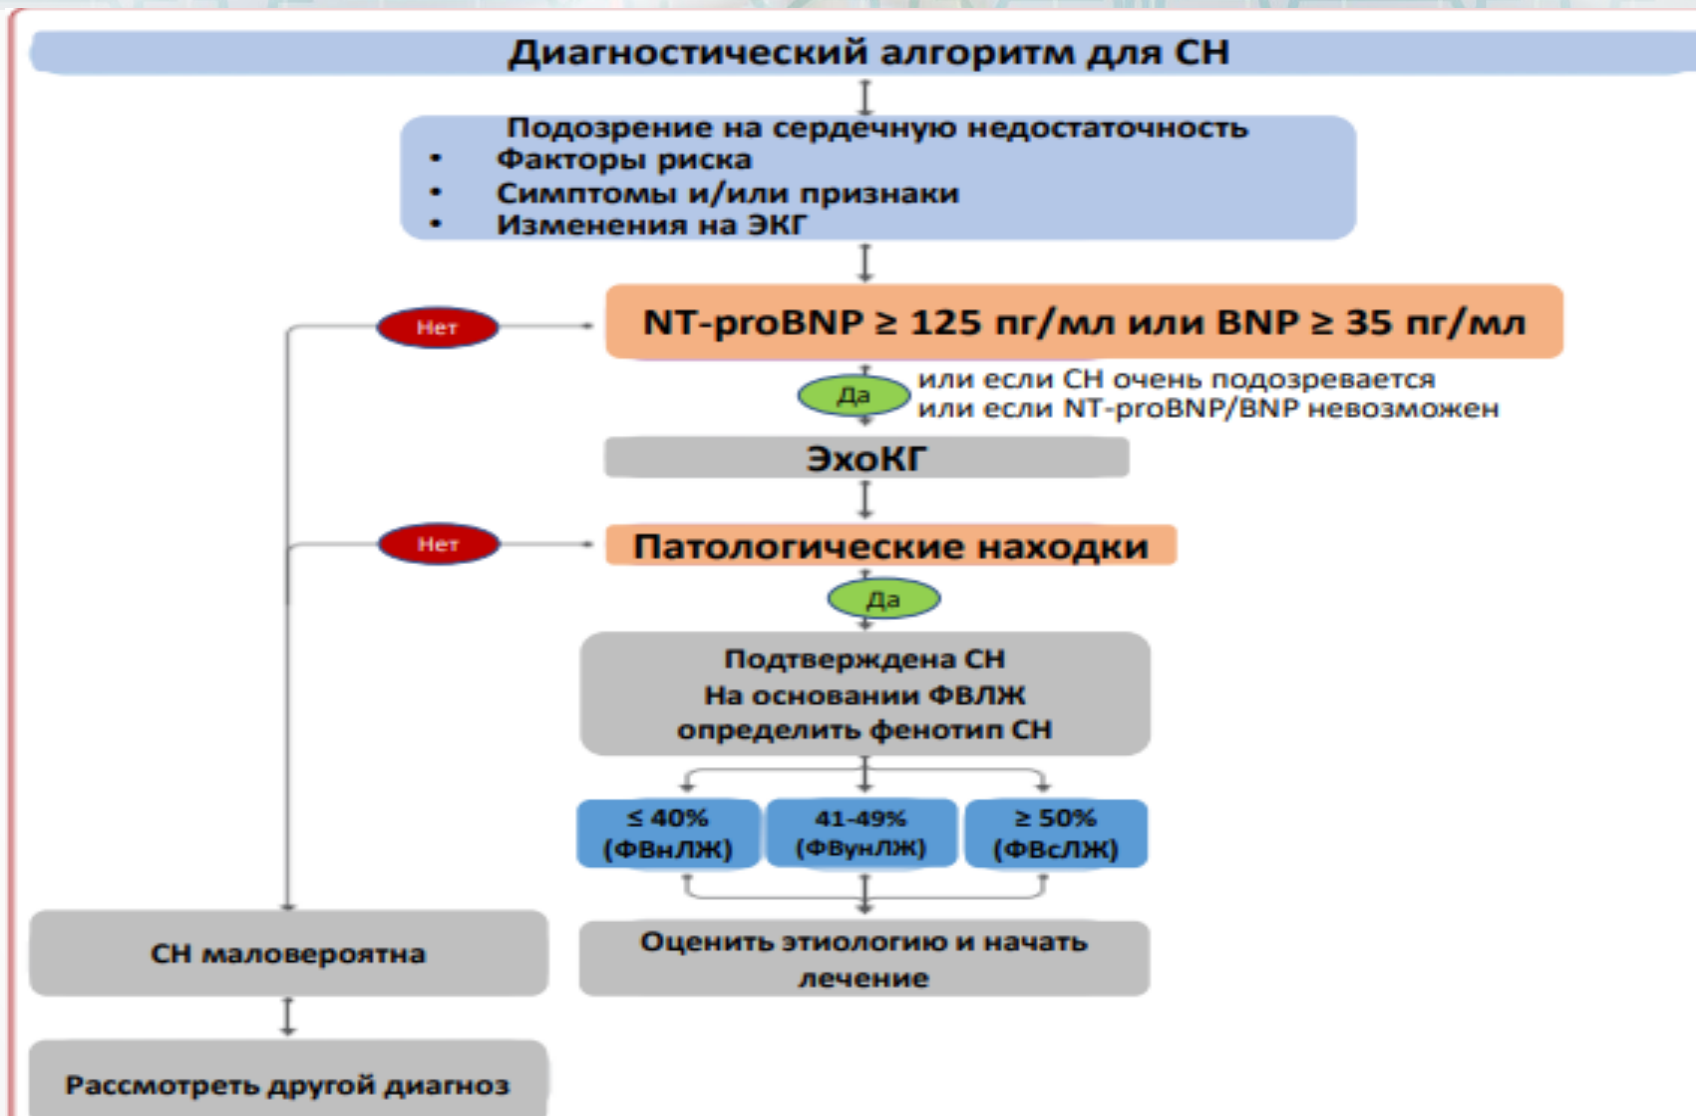 Диагностический алгоритм для СН
Подозрение на сердечную недостаточность
• Факторы риска
• Симптомы и/или признаки
• Изменения на ЭКГ
Нет
NT-proBNP ≥ 125 пг/мл или BNP ≥ 35 пг/мл
Да
или если СН очень подозревается
или если NT-proBNP/BNP невозможен
ЭхоКГ
Нет
Патологические находки
Да
Подтверждена СН
На основании ФВЛЖ
определить фенотип СН
≤ 40%
(ФВнЛЖ)
41-49%
(ФВунЛЖ)
≥ 50%
(ФВсЛЖ)
СН маловероятна
Оценить этиологию и начать
лечение
Рассмотреть другой диагноз